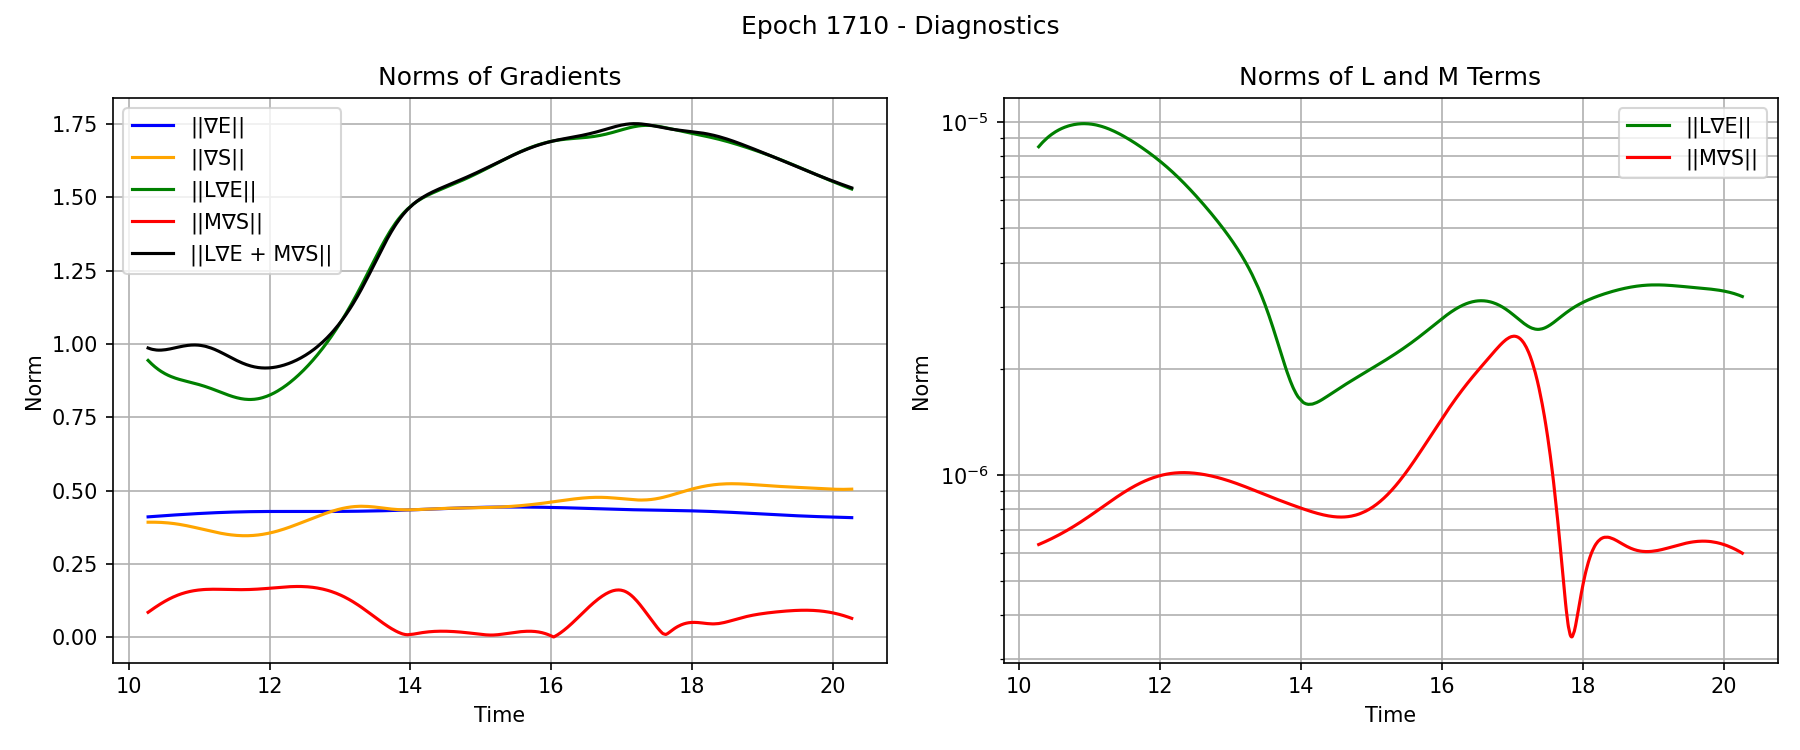 Epoch 1710 - Diagnostics
Norms of Gradients
||∇E||
||∇S||
||L∇E||
||M∇S||
||L∇E + M∇S||
Norm
1.75
1.50
1.25
1.00
0.75
0.50
0.25
0.00
10 12 14 16 18 20
Time
Norms of L and M Terms
||L∇E||
||M∇S||
Norm
10⁻⁵
10⁻⁶
10 12 14 16 18 20
Time